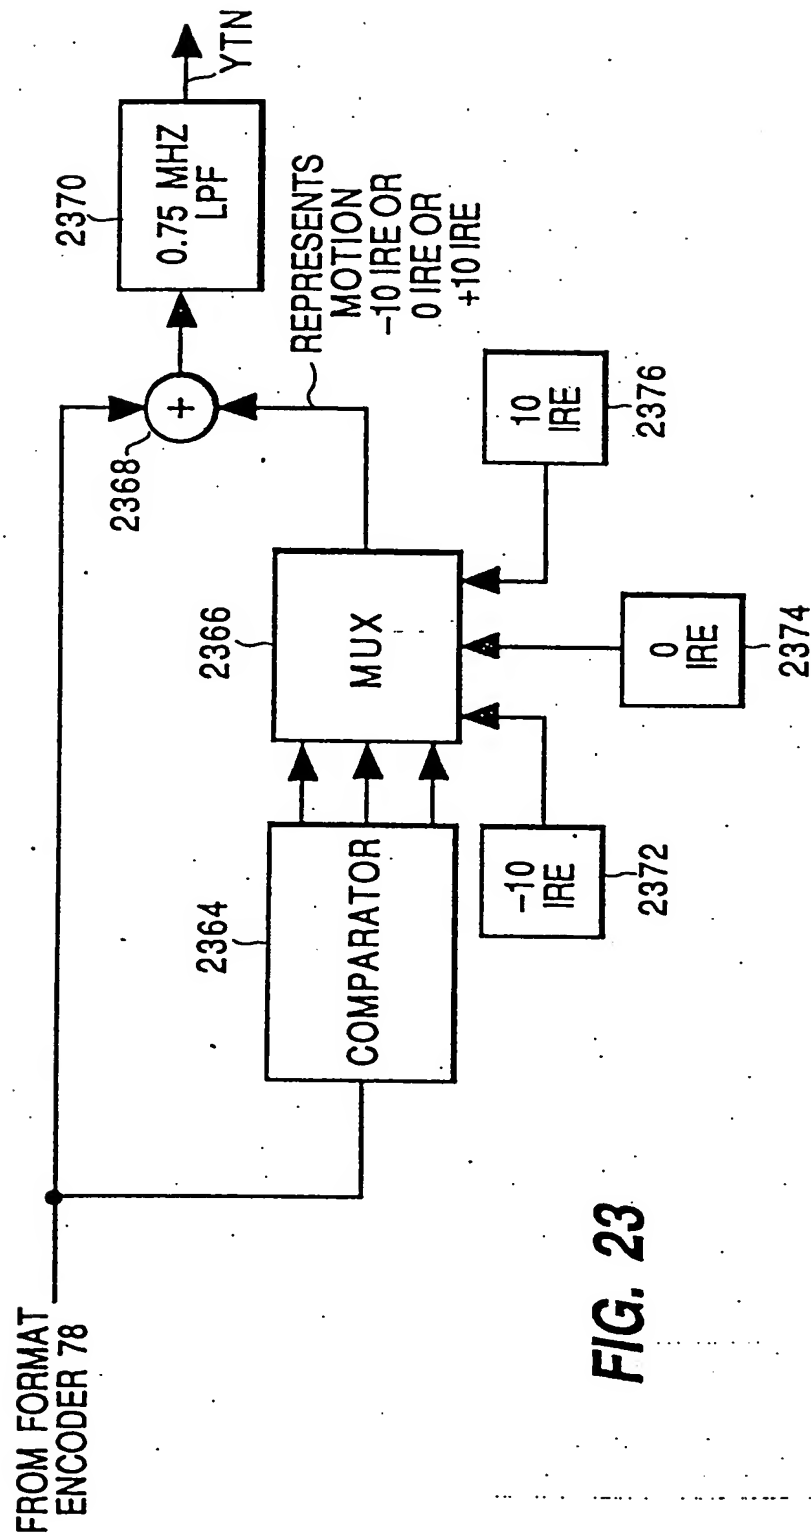 FROM FORMAT
ENCODER 78
2364
COMPARATOR
2366
MUX
2368
+
2370
0.75 MHZ
LPF
YTN
REPRESENTS
MOTION
–10 IRE OR
0 IRE OR
+10 IRE
–10
IRE
2372
0
IRE
2374
10
IRE
2376
FIG. 23